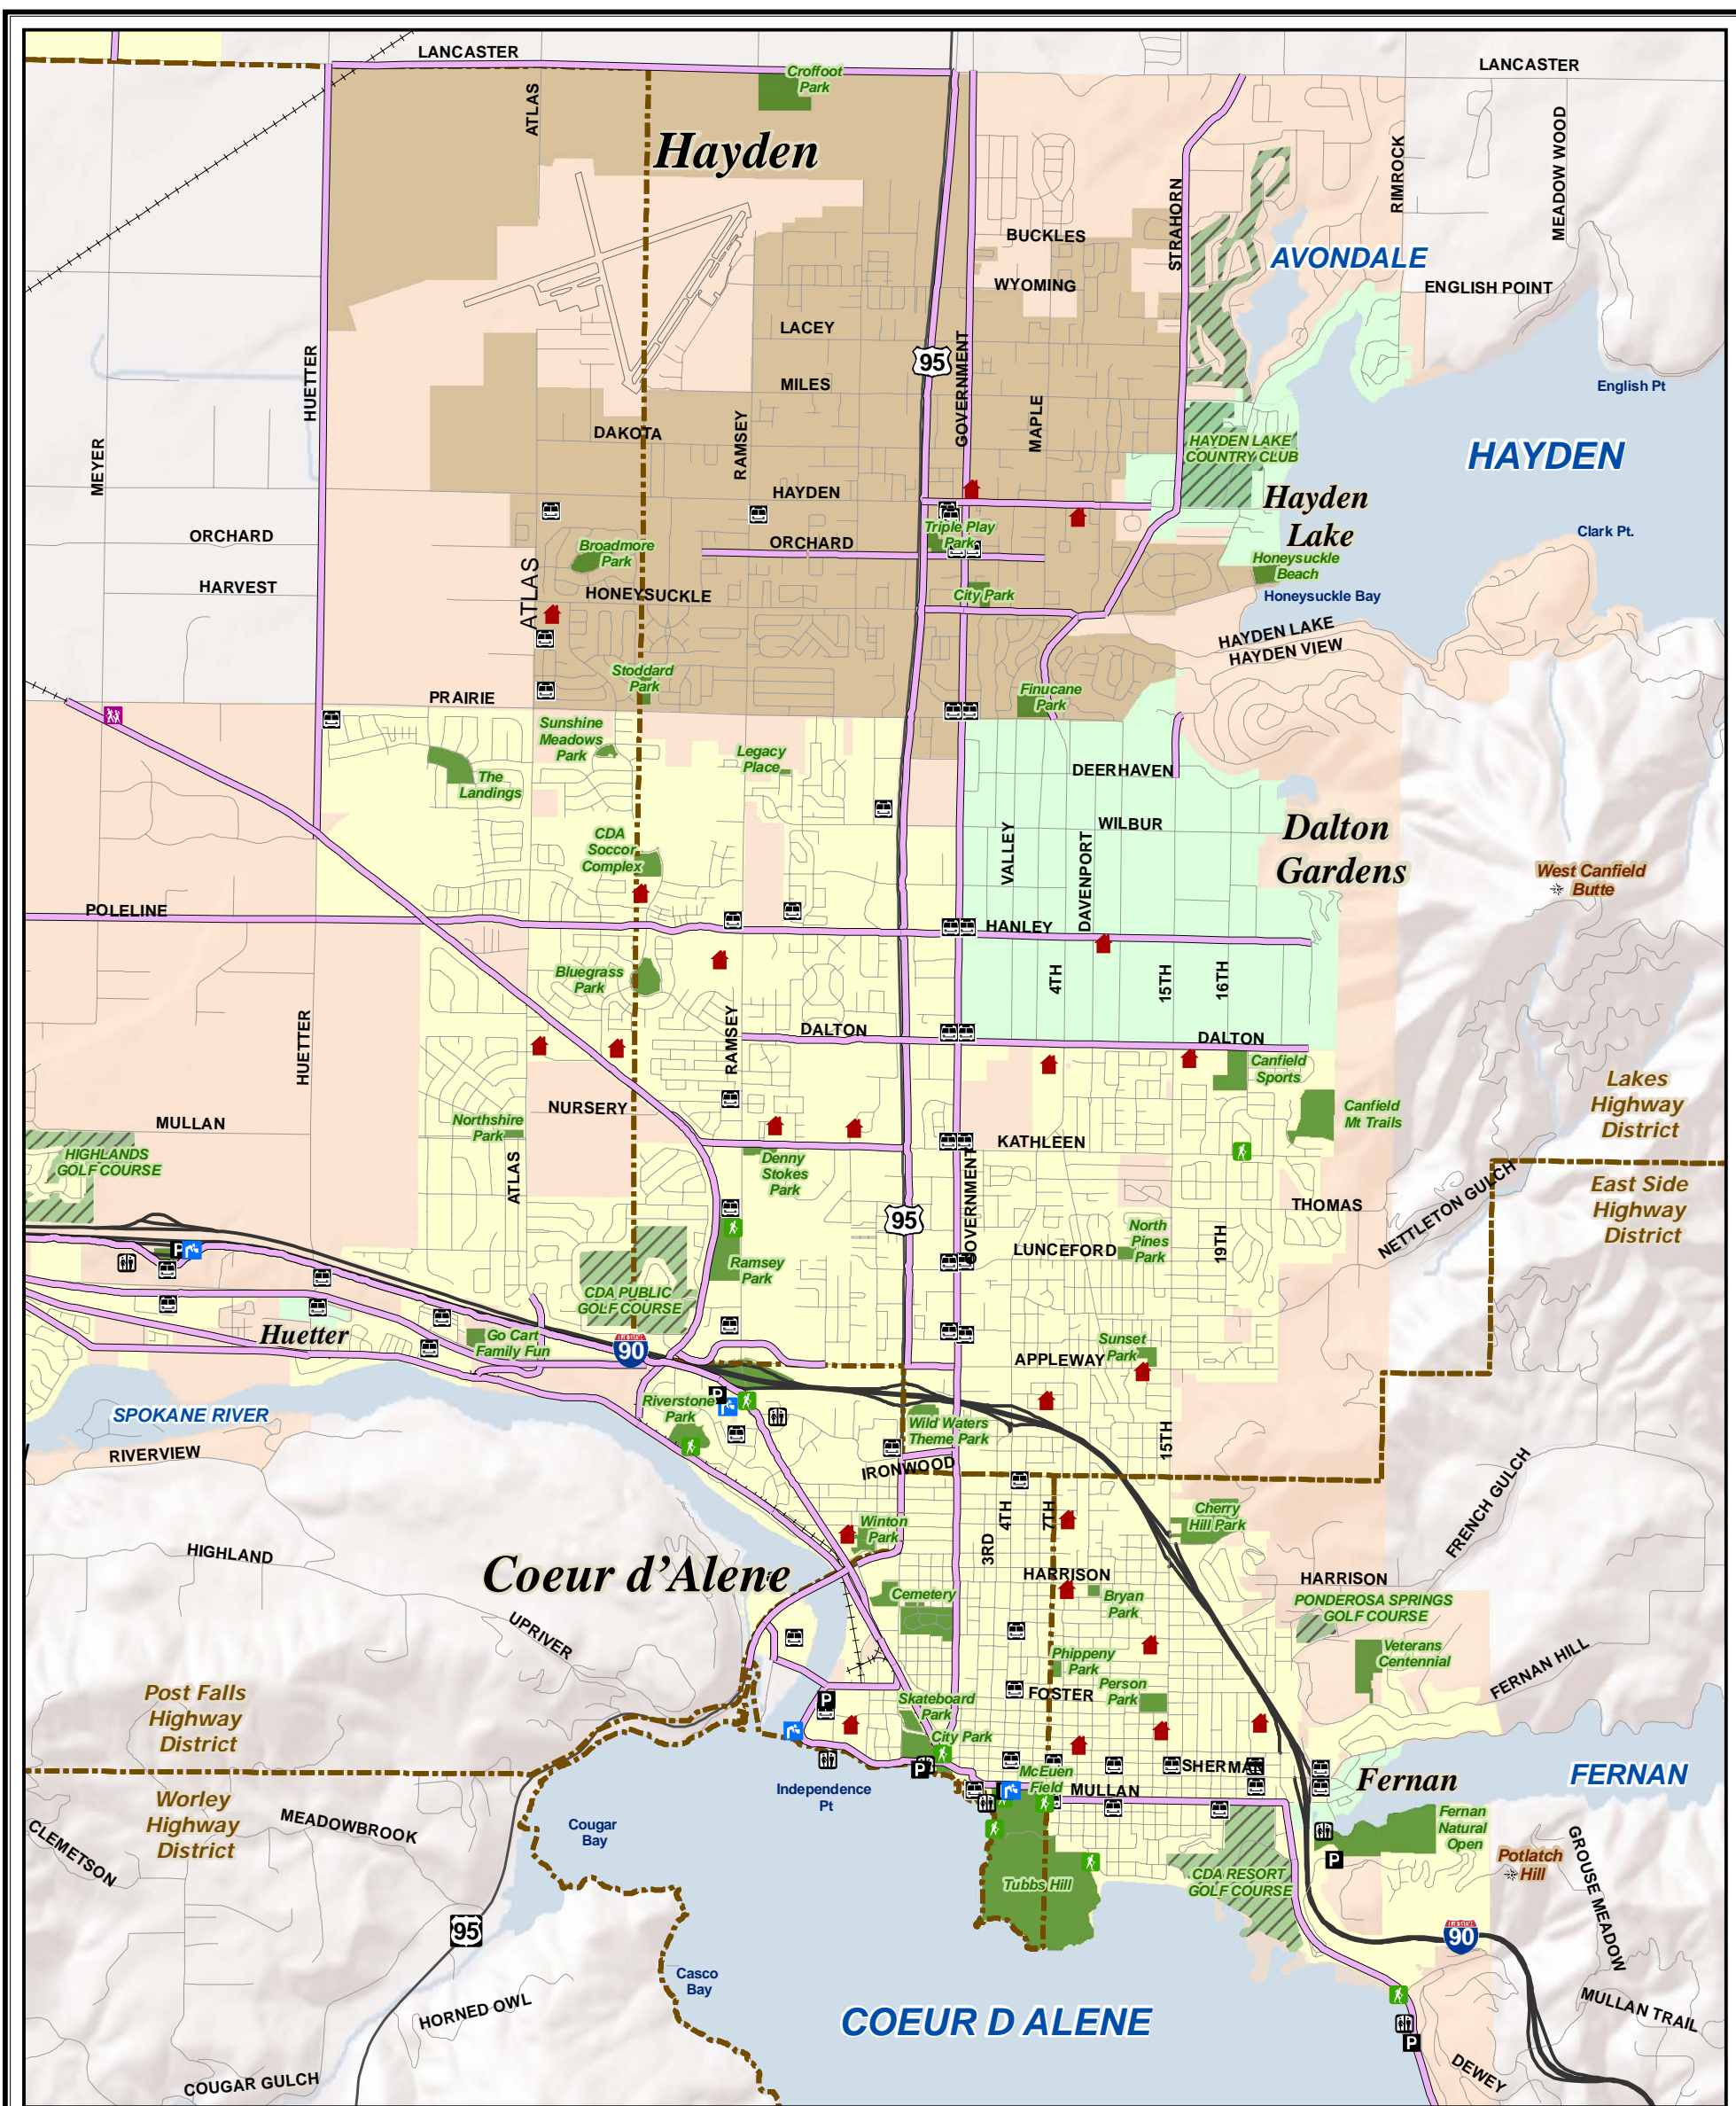 LANCASTER
LANCASTER
Croffoot
Park
ATLAS
Hayden
RIMROCK
MEADOW WOOD
STRAHORN
BUCKLES
AVONDALE
WYOMING
ENGLISH POINT
LACEY
95
GOVERNMENT
HUETTER
MILES
English Pt
MAPLE
RAMSEY
DAKOTA
MEYER
HAYDEN LAKE
COUNTRY CLUB
HAYDEN
HAYDEN
Hayden
Lake
Triple Play
Park
ORCHARD
ORCHARD
Clark Pt.
Broadmore
Park
Honeysuckle
Beach
HARVEST
ATLAS
HONEYSUCKLE
City Park
Honeysuckle Bay
HAYDEN LAKE
HAYDEN VIEW
Stoddard
Park
PRAIRIE
Finucane
Park
Sunshine
Meadows
Park
Legacy
Place
The
Landings
DEERHAVEN
WILBUR
Dalton
Gardens
VALLEY
DAVENPORT
CDA
Soccor
Complex
West Canfield
Butte
POLELINE
HANLEY
Bluegrass
Park
4TH
15TH
16TH
HUETTER
RAMSEY
DALTON
DALTON
Canfield
Sports
Lakes
Highway
District
NURSERY
MULLAN
Northshire
Park
Canfield
Mt Trails
KATHLEEN
HIGHLANDS
GOLF COURSE
ATLAS
Denny
Stokes
Park
GOVERNMENT
NETTLETON GULCH
East Side
Highway
District
THOMAS
95
North
Pines
Park
19TH
LUNCEFORD
Ramsey
Park
P
CDA PUBLIC
GOLF COURSE
Huetter
Go Cart
Family Fun
90
Sunset
Park
APPLEWAY
P
Riverstone
Park
SPOKANE RIVER
Wild Waters
Theme Park
15TH
RIVERVIEW
IRONWOOD
FRENCH GULCH
4TH
7TH
Cherry
Hill Park
Winton
Park
3RD
HIGHLAND
Coeur d'Alene
HARRISON
HARRISON
Cemetery
Bryan
Park
PONDEROSA SPRINGS
GOLF COURSE
UPRIVER
Veterans
Centennial
Phippeny
Park
FERNAN HILL
Person
Park
FOSTER
Post Falls
Highway
District
P
Skateboard
Park
City Park
P
SHERMAN
McEuen
Field
MULLAN
Fernan
FERNAN
Independence
Pt
Worley
Highway
District
MEADOWBROOK
Cougar
Bay
CLEMETSON
Fernan
Natural
Open
P
GROUSE MEADOW
Potlatch
Hill
Tubbs Hill
CDA RESORT
GOLF COURSE
95
90
Casco
Bay
HORNED OWL
COEUR D ALENE
MULLAN TRAIL
P
DEWEY
COUGAR GULCH